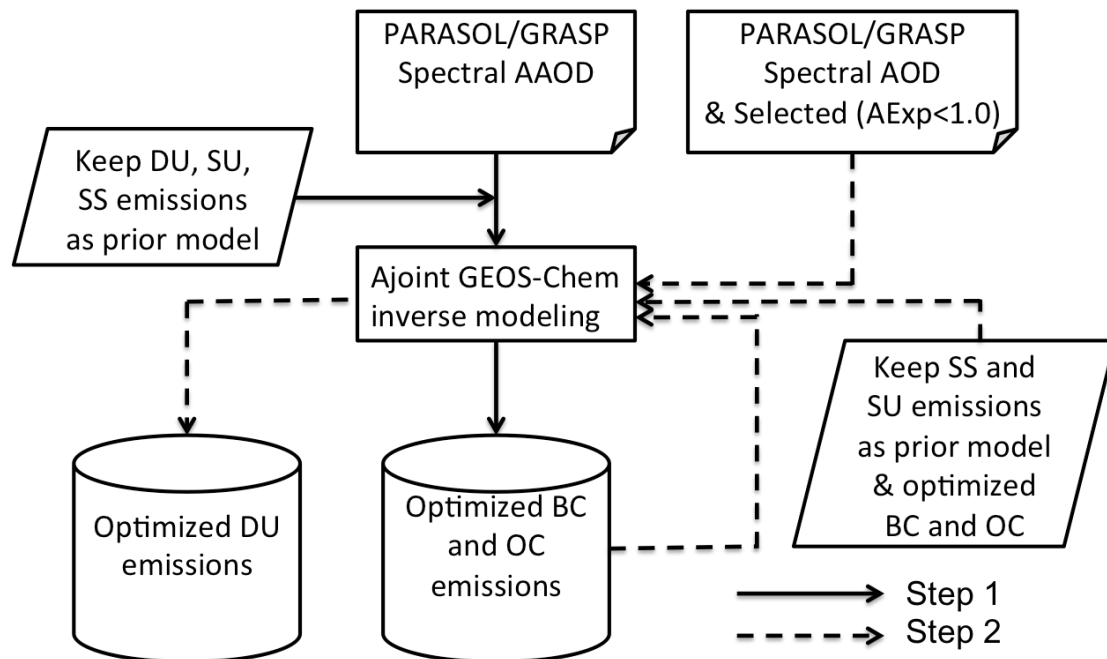 PARASOL/GRASP
Spectral AAOD
PARASOL/GRASP
Spectral AOD
& Selected (AExp<1.0)
Keep DU, SU,
SS emissions
as prior model
Ajoint GEOS-Chem
inverse modeling
Keep SS and
SU emissions
as prior model
& optimized
BC and OC
Optimized DU
emissions
Optimized BC
and OC
emissions
Step 1
Step 2